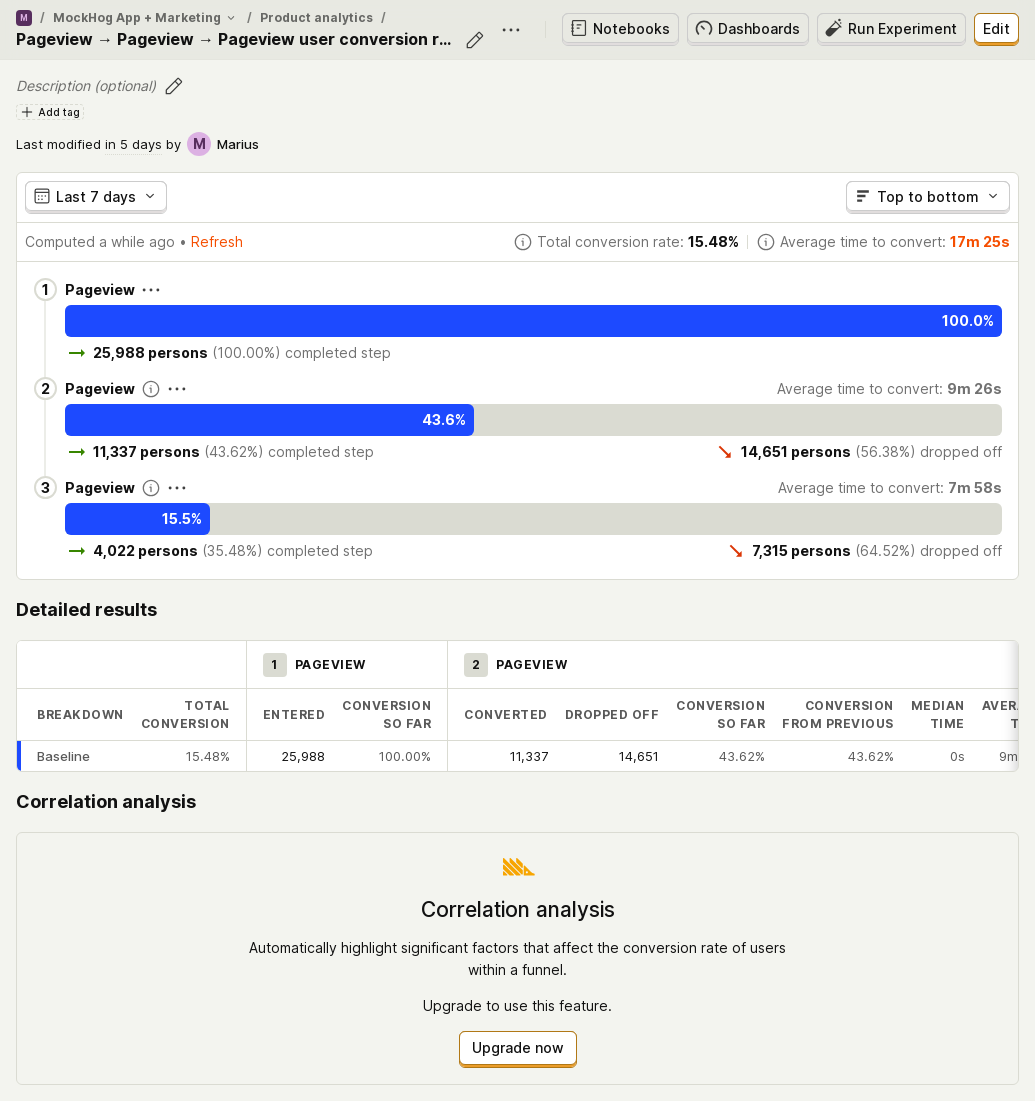 M / MockHog App + Marketing / Product analytics /
Pageview → Pageview → Pageview user conversion r...
Notebooks
Dashboards
Run Experiment
Edit
Description (optional)
Add tag
Last modified in 5 days by M Marius
Last 7 days
Top to bottom
Computed a while ago • Refresh
Total conversion rate: 15.48%
Average time to convert: 17m 25s
1 Pageview
100.0%
25,988 persons (100.00%) completed step
2 Pageview
Average time to convert: 9m 26s
43.6%
11,337 persons (43.62%) completed step
14,651 persons (56.38%) dropped off
3 Pageview
Average time to convert: 7m 58s
15.5%
4,022 persons (35.48%) completed step
7,315 persons (64.52%) dropped off
Detailed results
1 PAGEVIEW
2 PAGEVIEW
BREAKDOWN
TOTAL
CONVERSION
ENTERED
CONVERSION
SO FAR
CONVERTED
DROPPED OFF
CONVERSION
SO FAR
CONVERSION
FROM PREVIOUS
MEDIAN
TIME
Baseline 15.48% 25,988 100.00% 11,337 14,651 43.62% 43.62% 0s 9m
Correlation analysis
Correlation analysis
Automatically highlight significant factors that affect the conversion rate of users
within a funnel.
Upgrade to use this feature.
Upgrade now